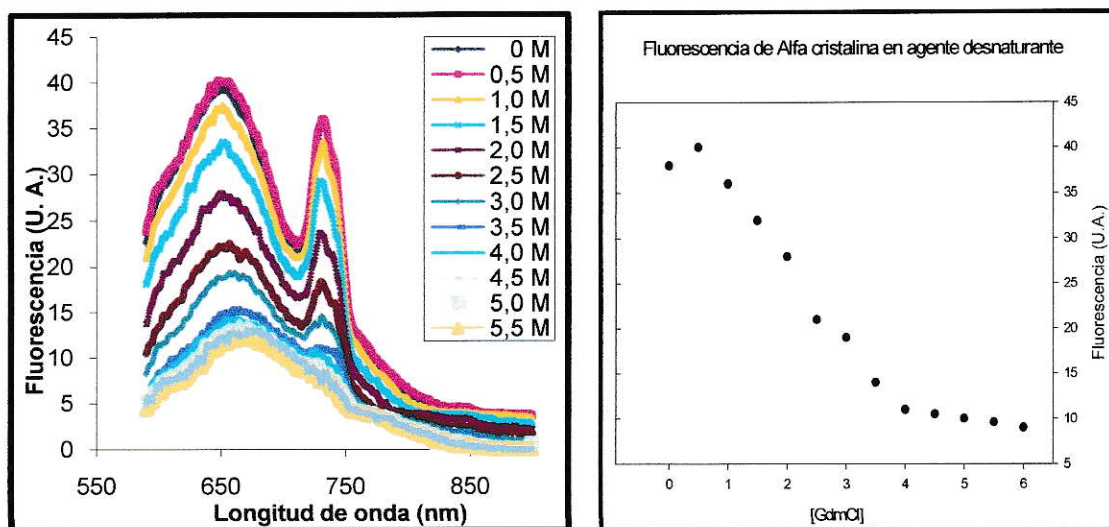 45
40
35
30
25
20
15
10
5
0
Fluorescencia (U. A.)
550 650 750 850
Longitud de onda (nm)
0 M
0,5 M
1,0 M
1,5 M
2,0 M
2,5 M
3,0 M
3,5 M
4,0 M
4,5 M
5,0 M
5,5 M
Fluorescencia de Alfa cristalina en agente desnaturante
45
40
35
30
25
20
15
10
5
Fluorescencia (U.A.)
0 1 2 3 4 5 6
[GdmCl]